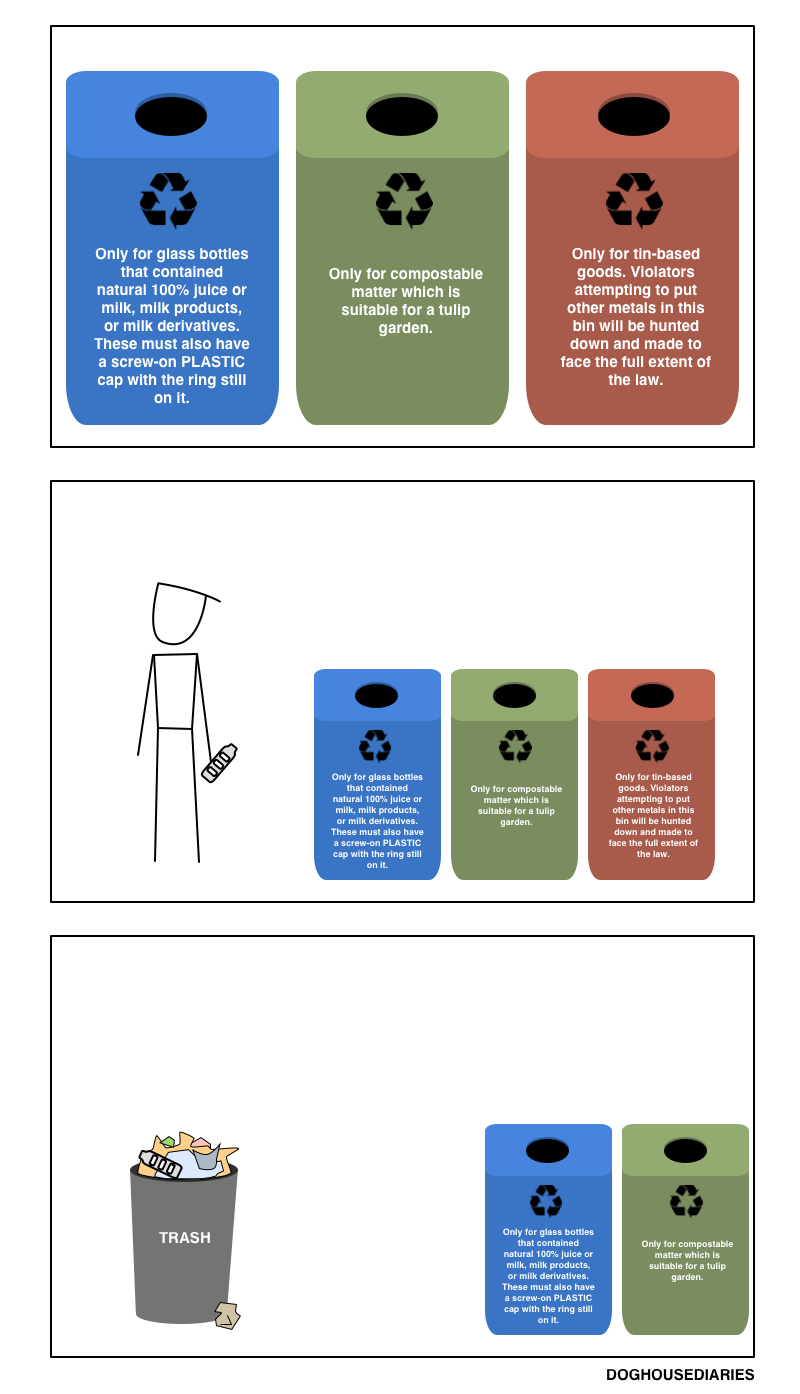 Only for glass bottles
that contained
natural 100% juice or
milk, milk products,
or milk derivatives.
These must also have
a screw-on PLASTIC
cap with the ring still
on it.
Only for compostable
matter which is
suitable for a tulip
garden.
Only for tin-based
goods. Violators
attempting to put
other metals in this
bin will be hunted
down and made to
face the full extent of
the law.
Only for glass bottles
that contained
natural 100% juice or
milk, milk products,
or milk derivatives.
These must also have
a screw-on PLASTIC
cap with the ring still
on it.
Only for compostable
matter which is
suitable for a tulip
garden.
Only for tin-based
goods. Violators
attempting to put
other metals in this
bin will be hunted
down and made to
face the full extent of
the law.
TRASH
Only for glass bottles
that contained
natural 100% juice or
milk, milk products,
or milk derivatives.
These must also have
a screw-on PLASTIC
cap with the ring still
on it.
Only for compostable
matter which is
suitable for a tulip
garden.
DOGHOUSEDIARIES